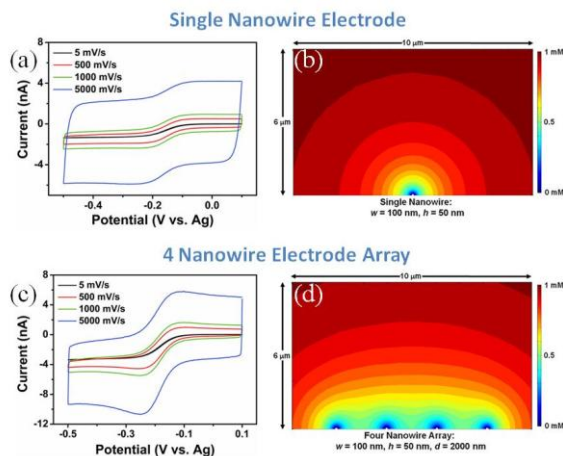 Single Nanowire Electrode
(a)
5 mV/s
500 mV/s
1000 mV/s
5000 mV/s
Current (nA)
8
4
0
-4
-0.4
-0.2
0.0
Potential (V vs. Ag)
(b)
10 µm
6 µm
1 mM
0 mM
Single Nanowire:
w = 100 nm, h = 50 nm
4 Nanowire Electrode Array
(c)
5 mV/s
500 mV/s
1000 mV/s
5000 mV/s
Current (nA)
8
4
0
-4
-8
-12
-0.5
-0.3
-0.1
0.1
Potential (V vs. Ag)
(d)
10 µm
6 µm
1 mM
0 mM
Four Nanowire Array:
w = 100 nm, h = 50 nm, d = 2000 nm